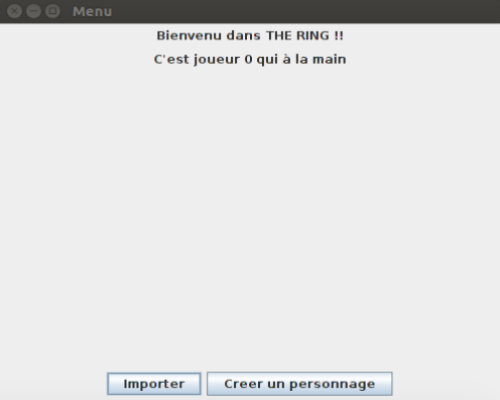 Menu
Bienvenu dans THE RING !!
C'est joueur 0 qui à la main
Importer
Creer un personnage